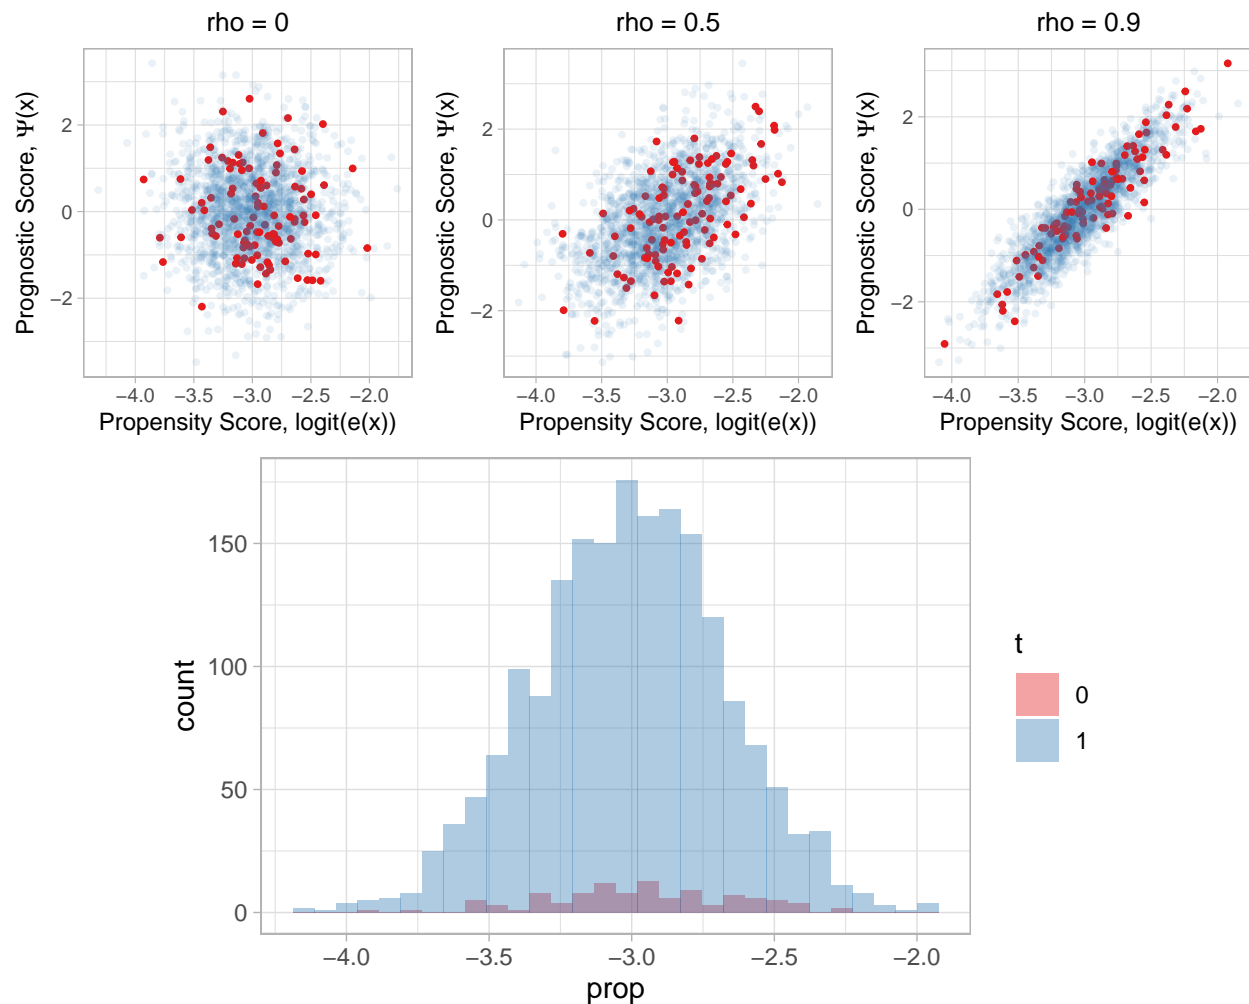 rho = 0
rho = 0.5
rho = 0.9
Prognostic Score, Ψ(x)
2
0
−2
−4.0 −3.5 −3.0 −2.5 −2.0
Propensity Score, logit(e(x))
Prognostic Score, Ψ(x)
2
0
−2
−4.0 −3.5 −3.0 −2.5 −2.0
Propensity Score, logit(e(x))
Prognostic Score, Ψ(x)
2
0
−2
−4.0 −3.5 −3.0 −2.5 −2.0
Propensity Score, logit(e(x))
count
150
100
50
0
−4.0 −3.5 −3.0 −2.5 −2.0
prop
t
0
1